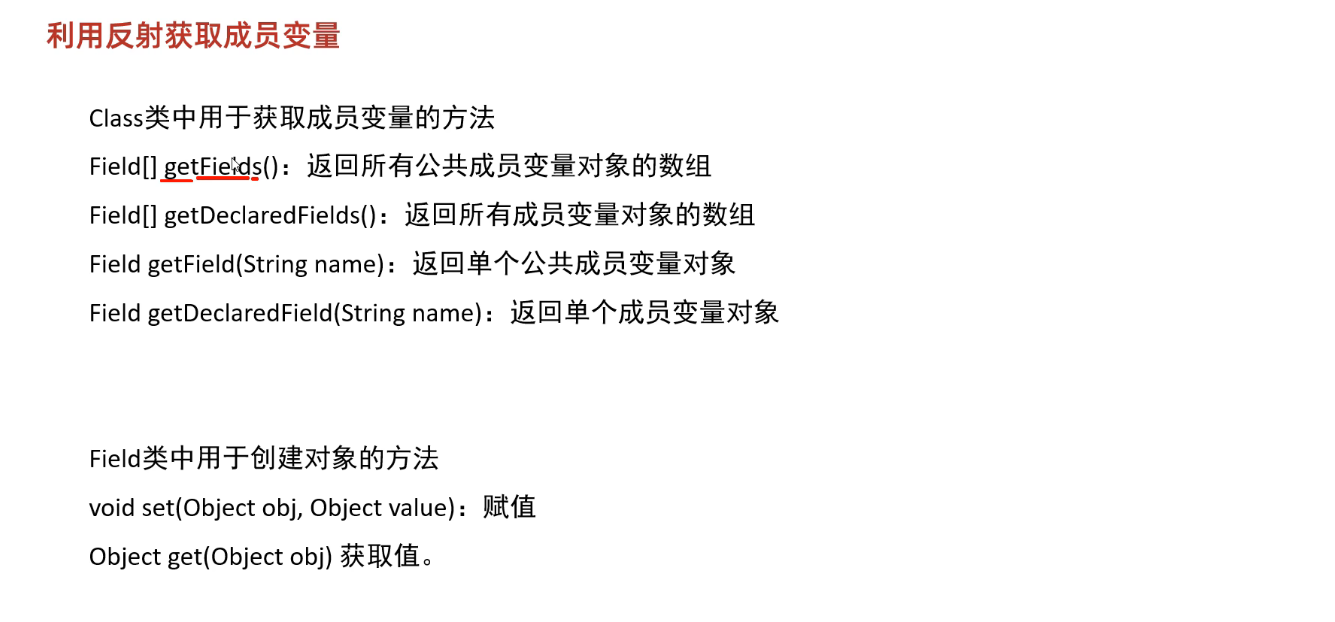 利用反射获取成员变量
Class类中用于获取成员变量的方法
Field[] getFields()：返回所有公共成员变量对象的数组
Field[] getDeclaredFields()：返回所有成员变量对象的数组
Field getField(String name)：返回单个公共成员变量对象
Field getDeclaredField(String name)：返回单个成员变量对象
Field类中用于创建对象的方法
void set(Object obj, Object value)：赋值
Object get(Object obj) 获取值。